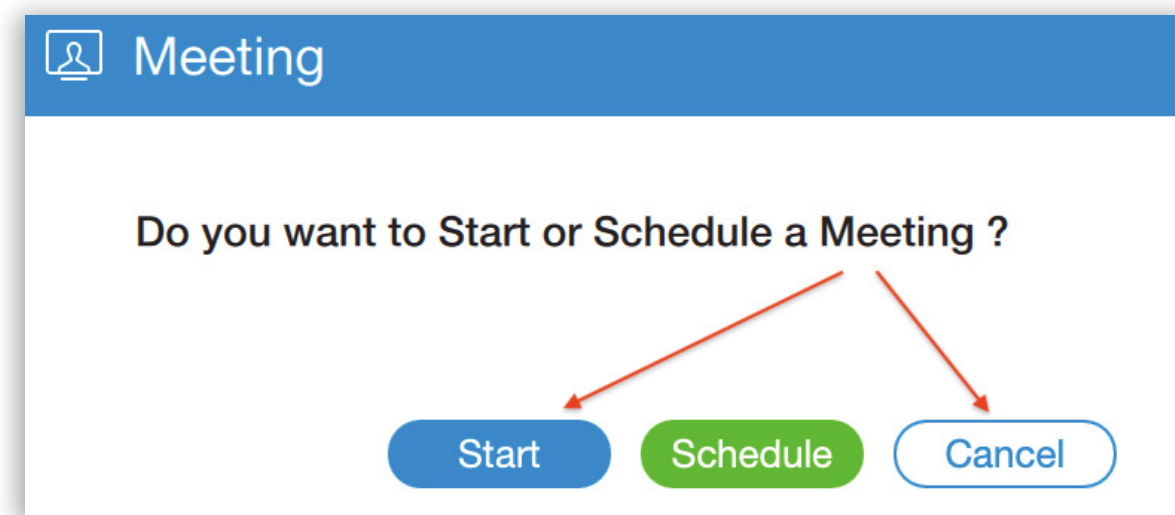 Meeting
Do you want to Start or Schedule a Meeting ?
Start Schedule Cancel